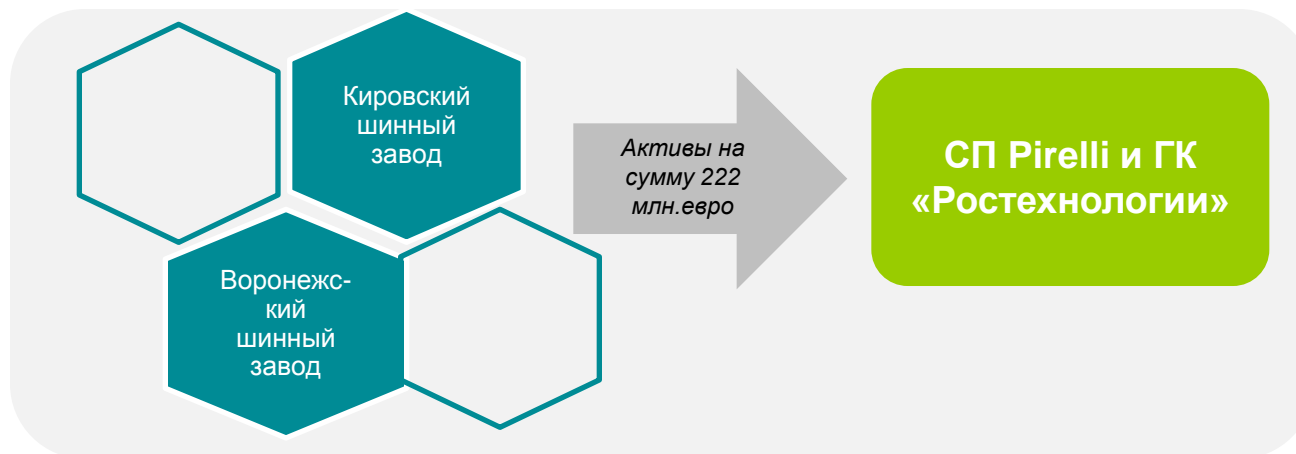 Кировский
шинный
завод
Воронежс-
кий
шинный
завод
Активы на
сумму 222
млн.евро
СП Pirelli и ГК
«Ростехнологии»